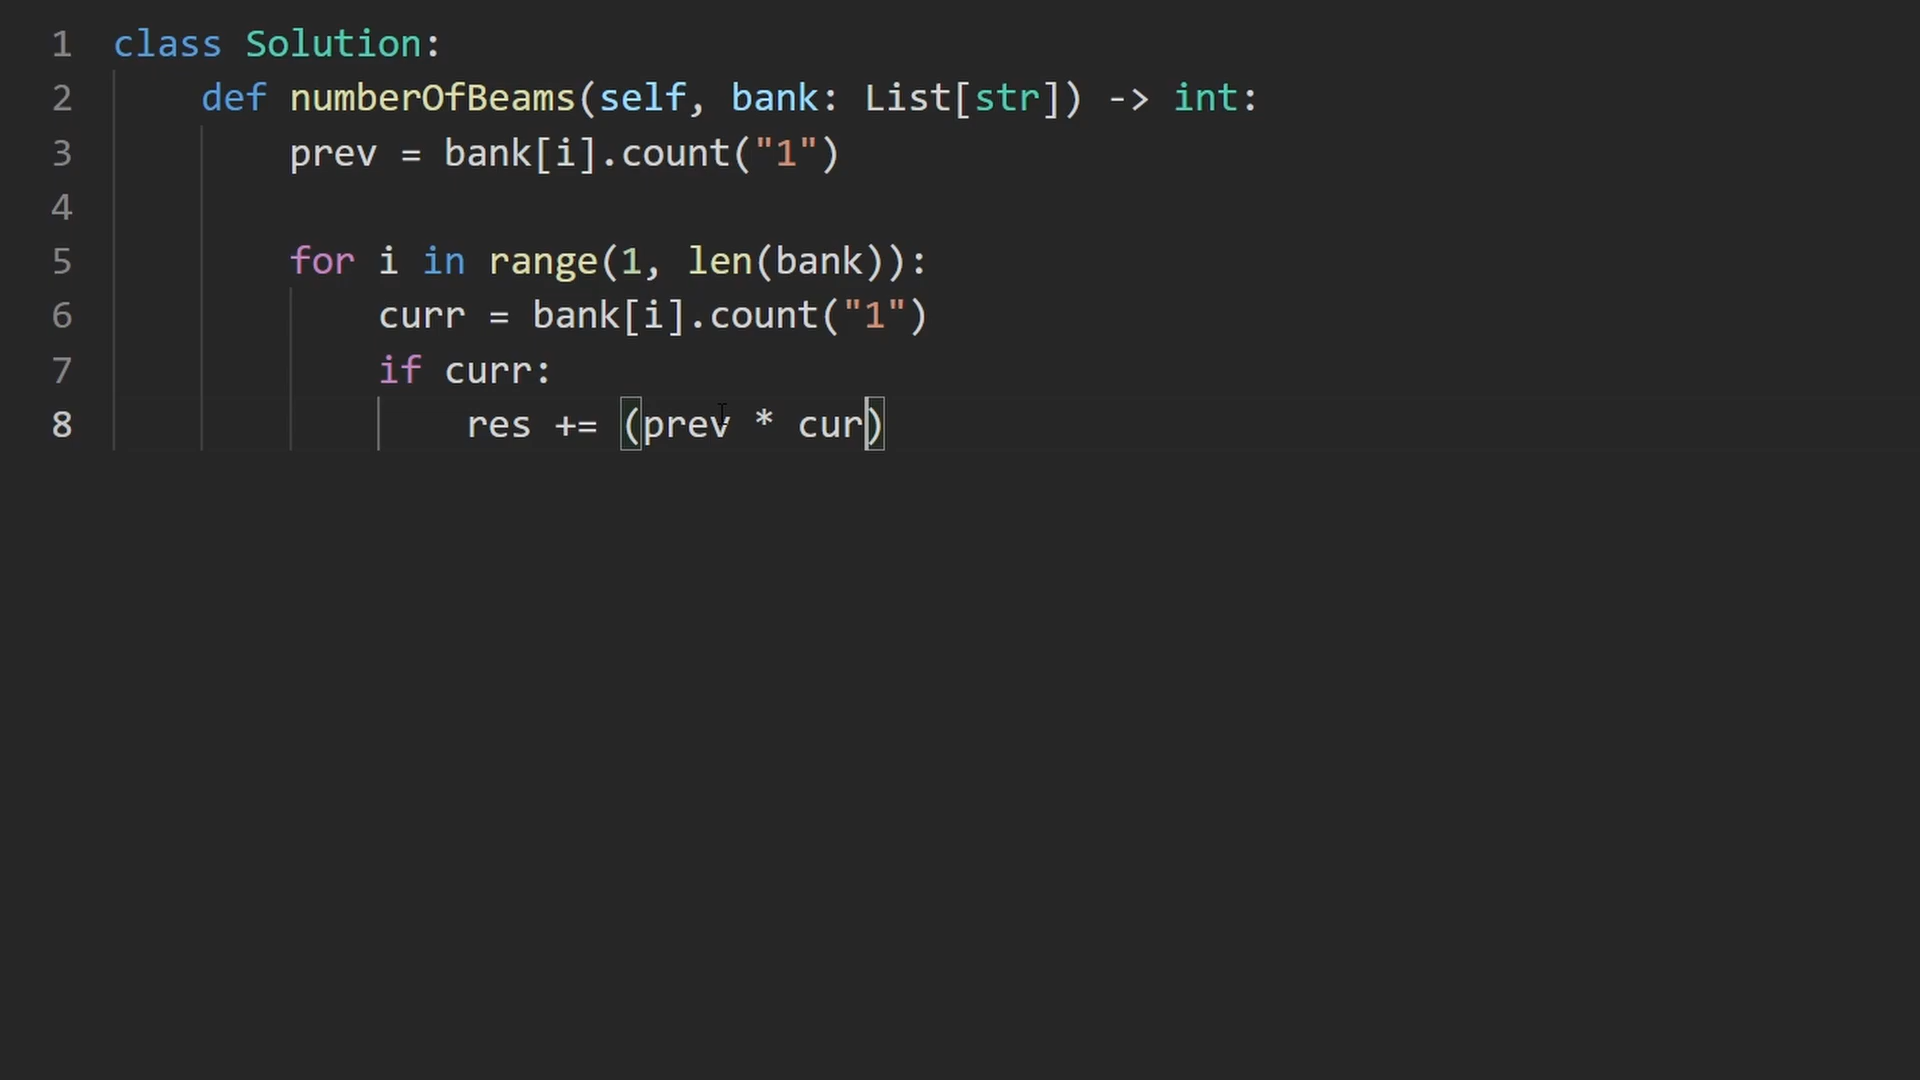 1 class Solution:
2     def numberOfBeams(self, bank: List[str]) -> int:
3         prev = bank[i].count("1")
4
5         for i in range(1, len(bank)):
6             curr = bank[i].count("1")
7             if curr:
8                 res += (prev * cur)